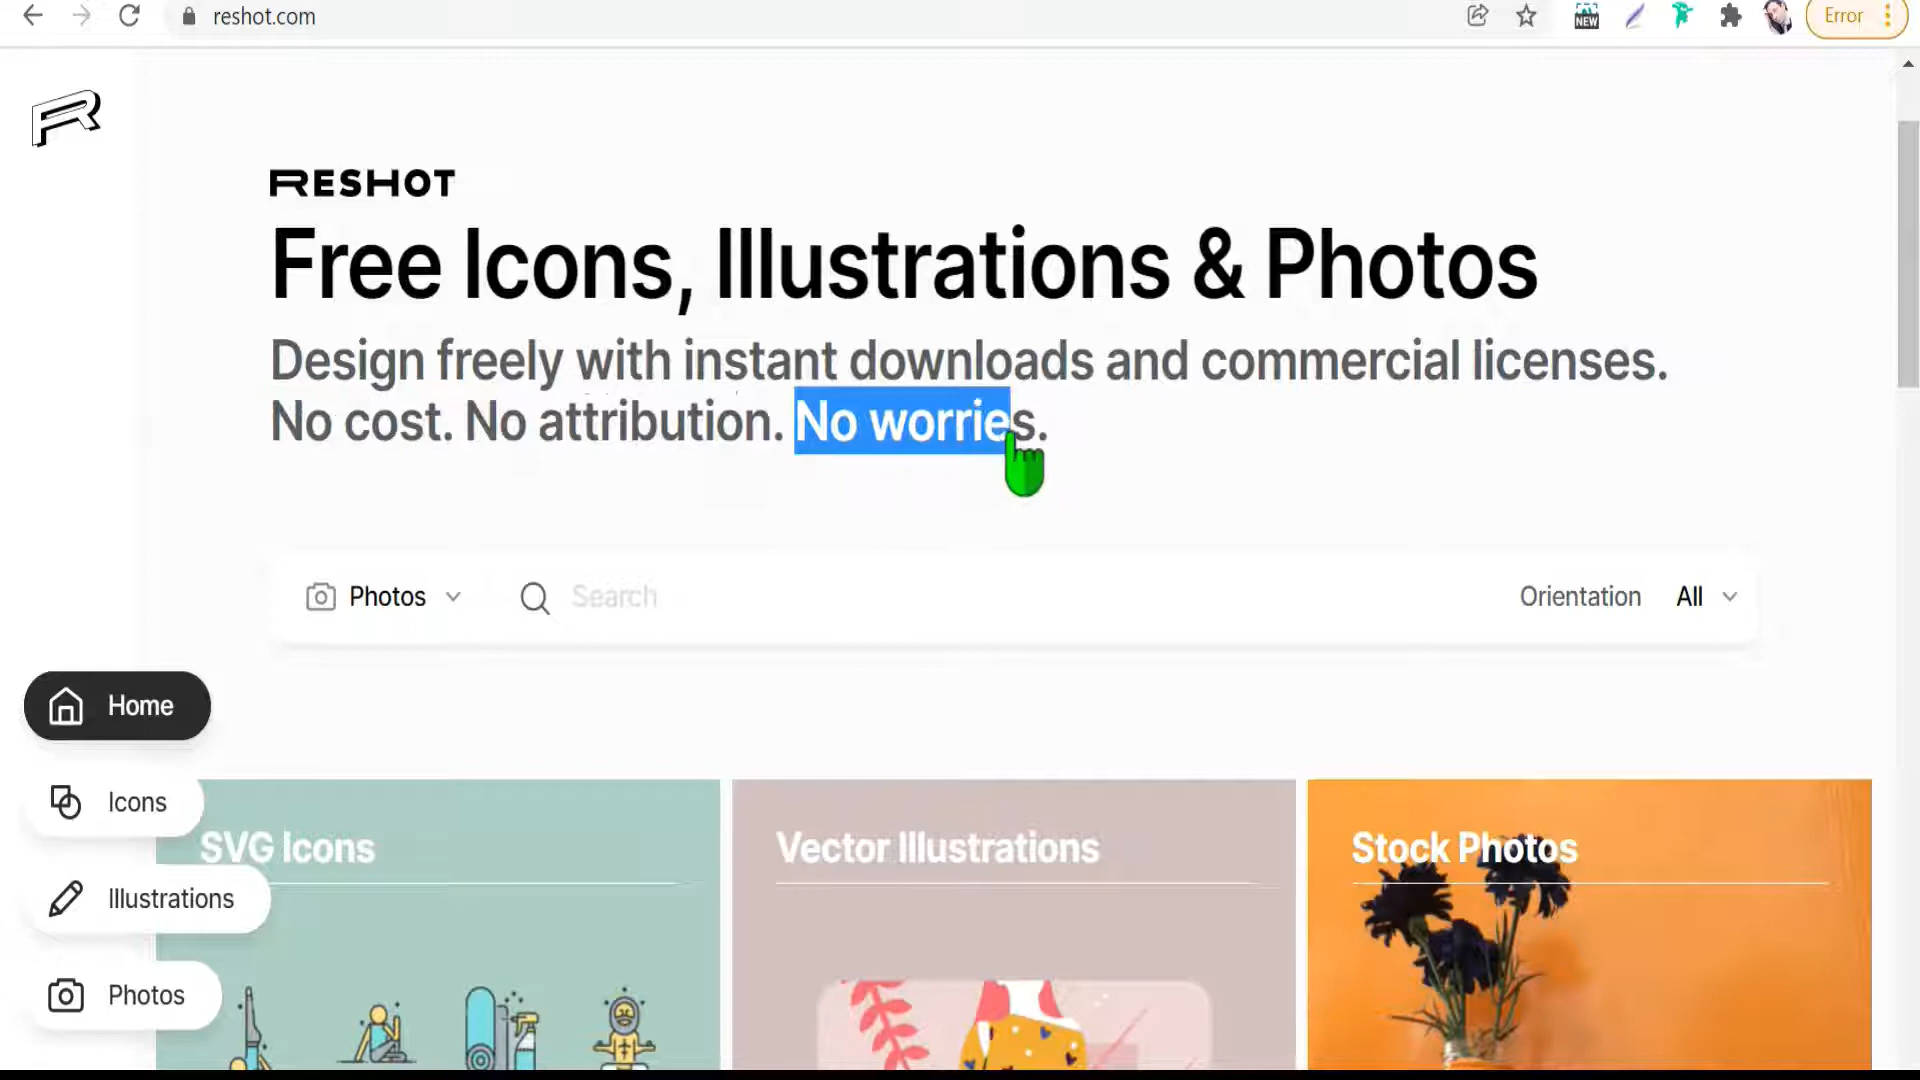 reshot.com
NEW
Error
RESHOT
Free Icons, Illustrations & Photos
Design freely with instant downloads and commercial licenses.
No cost. No attribution. No worries.
Photos
Search
Orientation
All
Home
Icons
Illustrations
Photos
SVG Icons
Vector Illustrations
Stock Photos